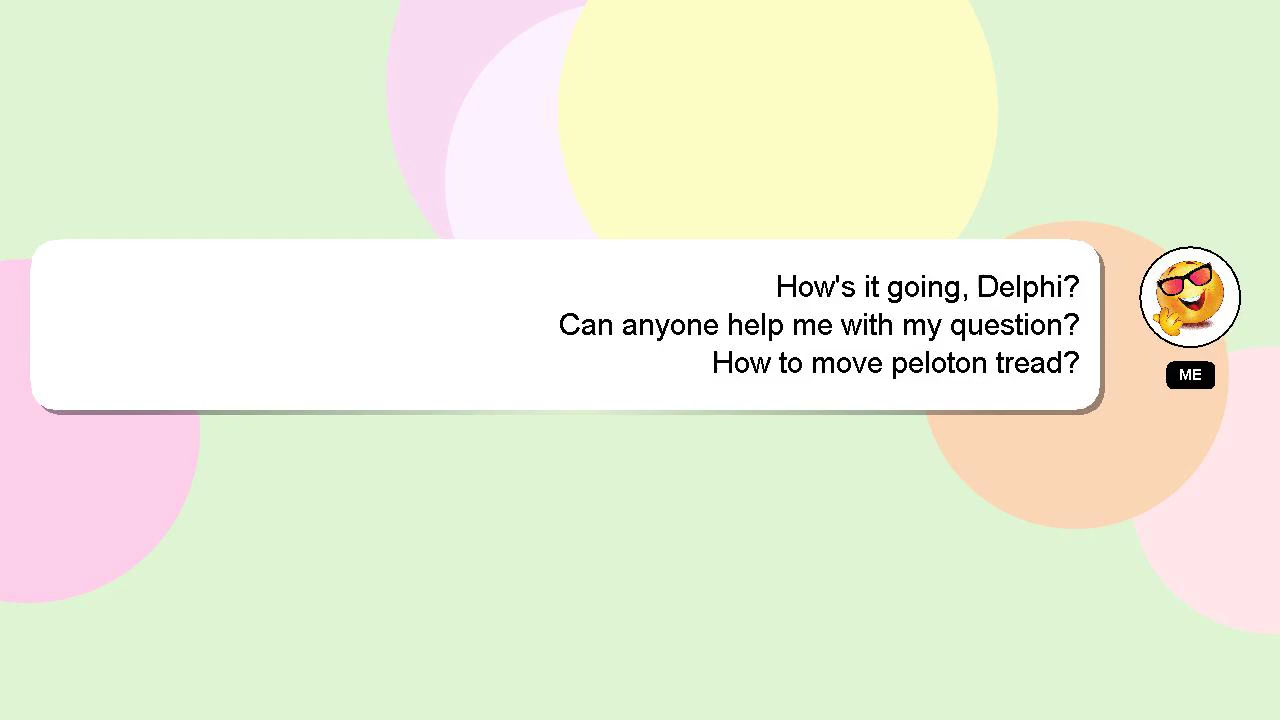 How's it going, Delphi?
Can anyone help me with my question?
How to move peloton tread?
ME